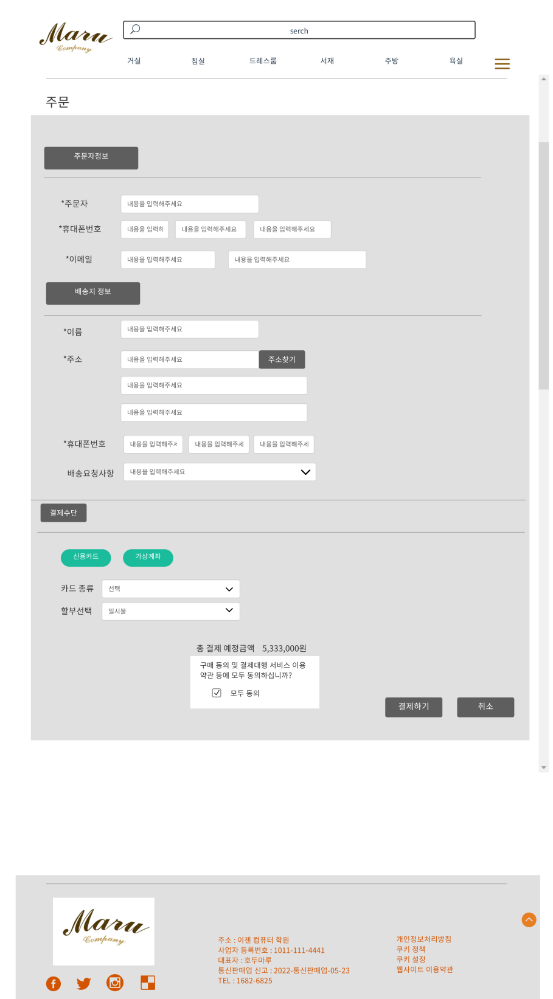 Maru
Company
serch
거실 침실 드레스룸 서재 주방 욕실
주문
주문자정보
*주문자 내용을 입력해주세요
*휴대폰번호 내용을 입력해 내용을 입력해주세요 내용을 입력해주세요
*이메일 내용을 입력해주세요 내용을 입력해주세요
배송지 정보
*이름 내용을 입력해주세요
*주소 내용을 입력해주세요 주소찾기
내용을 입력해주세요
내용을 입력해주세요
*휴대폰번호 내용을 입력해주 내용을 입력해주세 내용을 입력해주세
배송요청사항 내용을 입력해주세요
결제수단
신용카드 가상계좌
카드 종류 선택
할부선택 일시불
총 결제 예정금액 5,333,000원
구매 동의 및 결제대행 서비스 이용
약관 등에 모두 동의하십니까?
모두 동의
결제하기 취소
Maru
Company
주소 : 이젠 컴퓨터 학원
사업자 등록번호 : 1011-111-4441
대표자 : 호두마루
통신판매업 신고 : 2022-통신판매업-05-23
TEL : 1682-6825
개인정보처리방침
쿠키 정책
쿠키 설정
웹사이트 이용약관